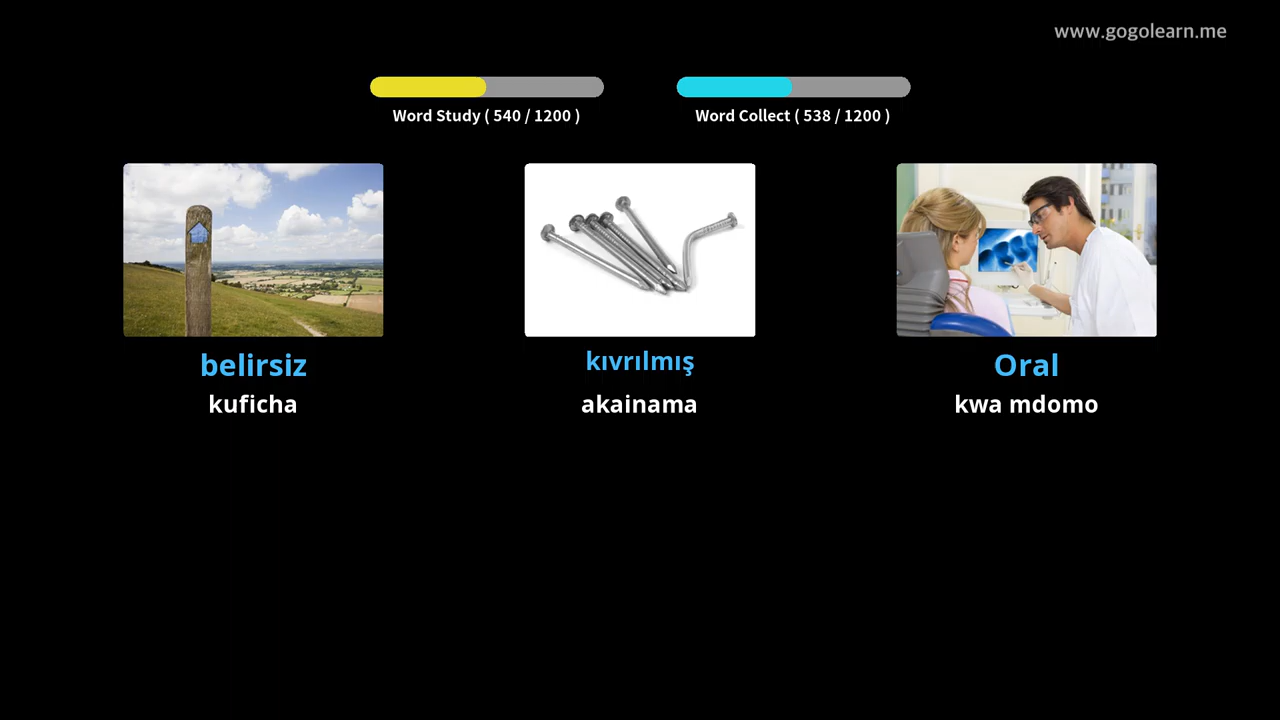 www.gogolearn.me
Word Study ( 540 / 1200 )
Word Collect ( 538 / 1200 )
belirsiz
kıvrılmış
Oral
kuficha
akainama
kwa mdomo